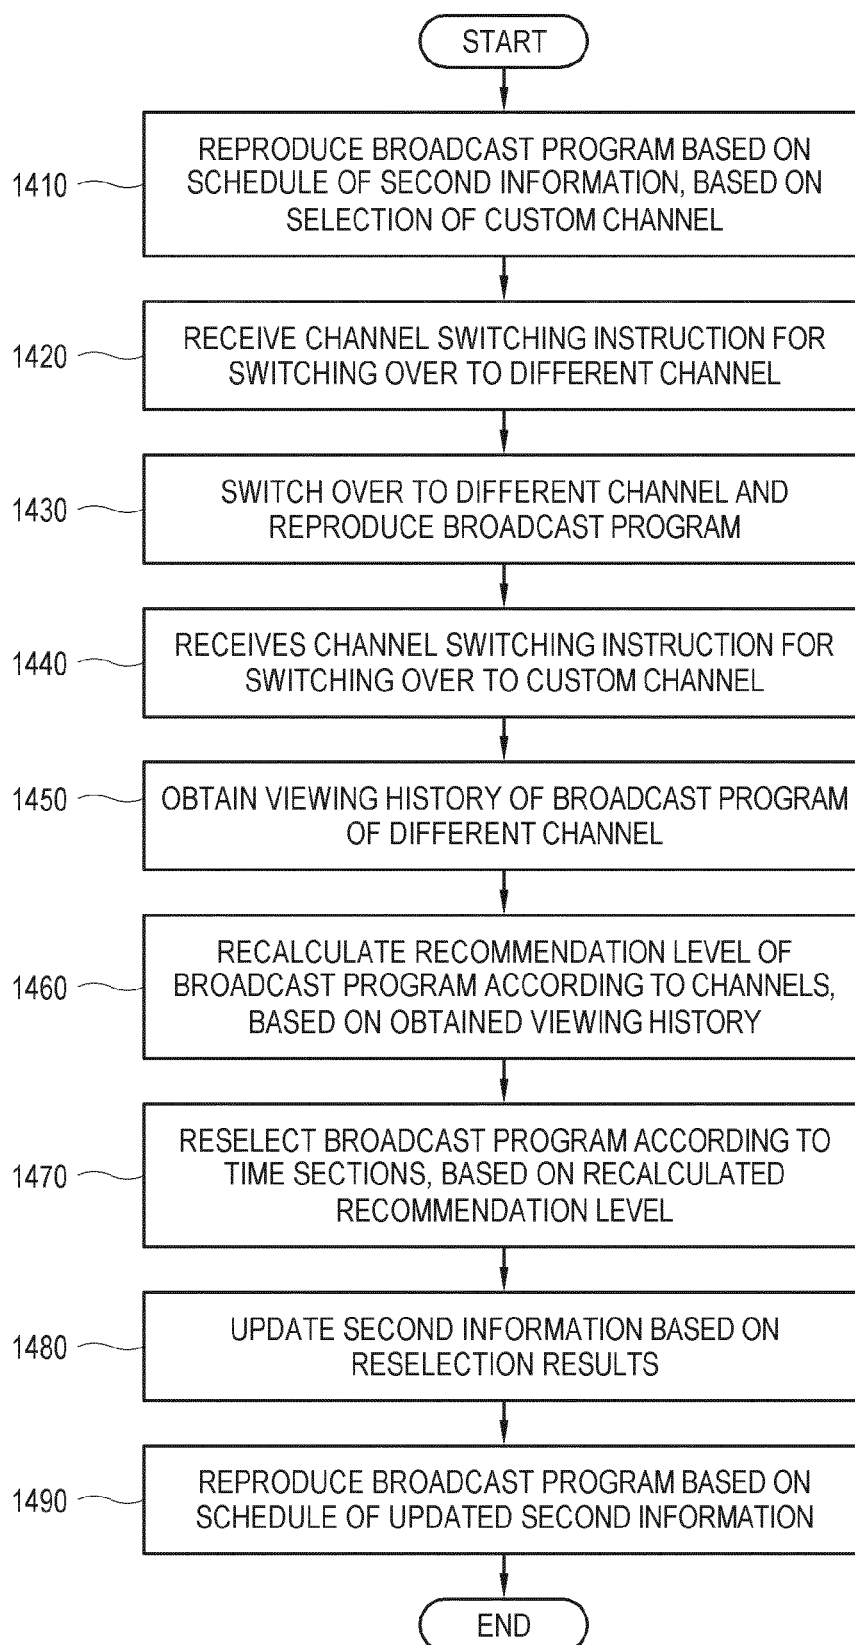 START
1410
REPRODUCE BROADCAST PROGRAM BASED ON
SCHEDULE OF SECOND INFORMATION, BASED ON
SELECTION OF CUSTOM CHANNEL
1420
RECEIVE CHANNEL SWITCHING INSTRUCTION FOR
SWITCHING OVER TO DIFFERENT CHANNEL
1430
SWITCH OVER TO DIFFERENT CHANNEL AND
REPRODUCE BROADCAST PROGRAM
1440
RECEIVES CHANNEL SWITCHING INSTRUCTION FOR
SWITCHING OVER TO CUSTOM CHANNEL
1450
OBTAIN VIEWING HISTORY OF BROADCAST PROGRAM
OF DIFFERENT CHANNEL
1460
RECALCULATE RECOMMENDATION LEVEL OF
BROADCAST PROGRAM ACCORDING TO CHANNELS,
BASED ON OBTAINED VIEWING HISTORY
1470
RESELECT BROADCAST PROGRAM ACCORDING TO
TIME SECTIONS, BASED ON RECALCULATED
RECOMMENDATION LEVEL
1480
UPDATE SECOND INFORMATION BASED ON
RESELECTION RESULTS
1490
REPRODUCE BROADCAST PROGRAM BASED ON
SCHEDULE OF UPDATED SECOND INFORMATION
END